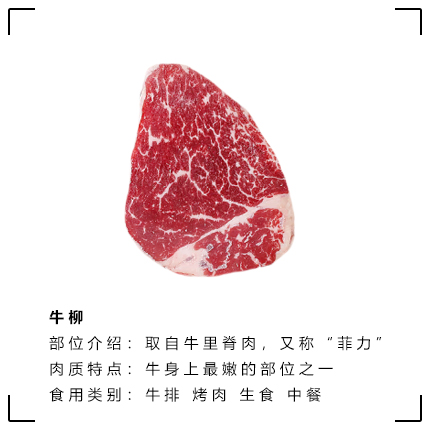 牛柳
部位介绍：取自牛里脊肉，又称“菲力”
肉质特点：牛身上最嫩的部位之一
食用类别：牛排 烤肉 生食 中餐